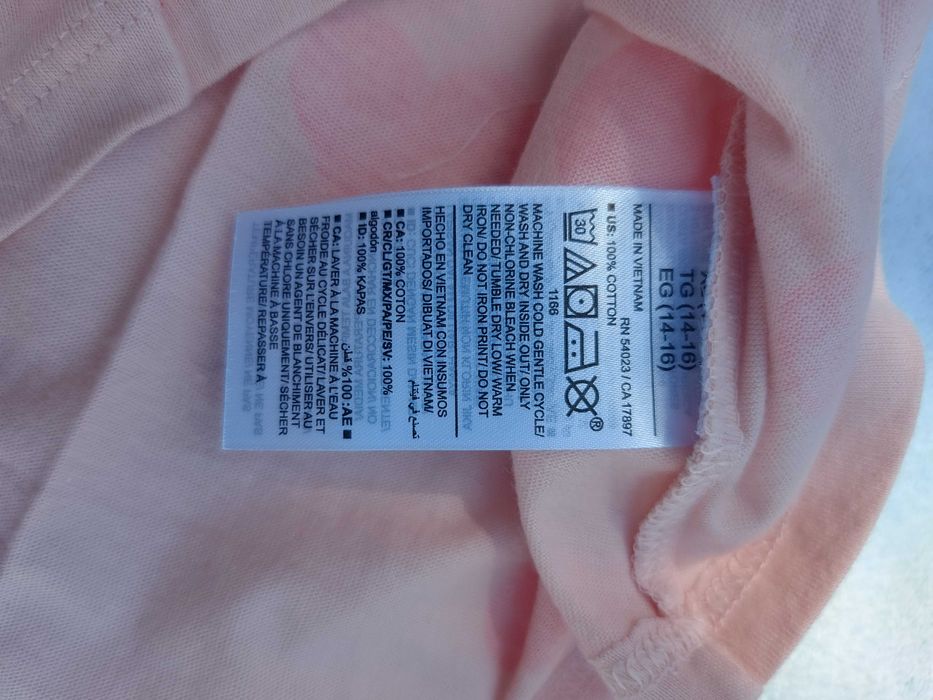 TG (14-16)
EG (14-16)
MADE IN VIETNAM
RN 54023 / CA 17897
■ US: 100% COTTON
30
®
1186
MACHINE WASH COLD GENTLE CYCLE/
WASH AND DRY INSIDE OUT/ ONLY
NON-CHLORINE BLEACH WHEN
NEEDED/ TUMBLE DRY LOW/ WARM
IRON/ DO NOT IRON PRINT/ DO NOT
DRY CLEAN
HECHO EN VIETNAM CON INSUMOS
IMPORTADOS/ DIBUAT DI VIETNAM/
تصنع في فيتنام
■ CA: 100% COTON
■ CR/CL/GT/MX/PA/PE/SV: 100%
algodón
■ ID: 100% KAPAS
■ AE: 100% قطن
■ CA: LAVER À LA MACHINE À L'EAU
FROIDE AU CYCLE DÉLICAT/ LAVER ET
SÉCHER SUR L'ENVERS/ UTILISER AU
BESOIN UN AGENT DE BLANCHIMENT
SANS CHLORE UNIQUEMENT/ SÉCHER
À LA MACHINE À BASSE
TEMPÉRATURE/ REPASSER À